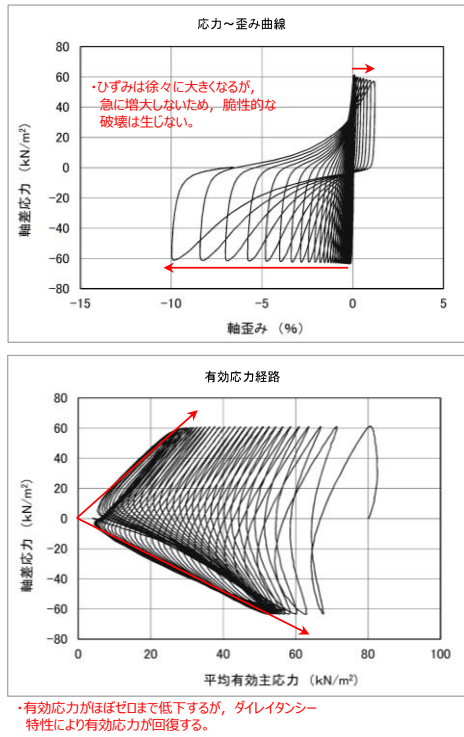 応力~歪み曲線
・ひずみは徐々に大きくなるが，
急に増大しないため，脆性的な
破壊は生じない。
80
60
40
20
0
-20
-40
-60
-80
軸差応力 （kN/m²）
-15 -10 -5 0 5
軸歪み （%）
有効応力経路
80
60
40
20
0
-20
-40
-60
-80
軸差応力 （kN/m²）
0 20 40 60 80 100
平均有効主応力 （kN/m²）
・有効応力がほぼゼロまで低下するが，ダイレイタンシー
特性により有効応力が回復する。